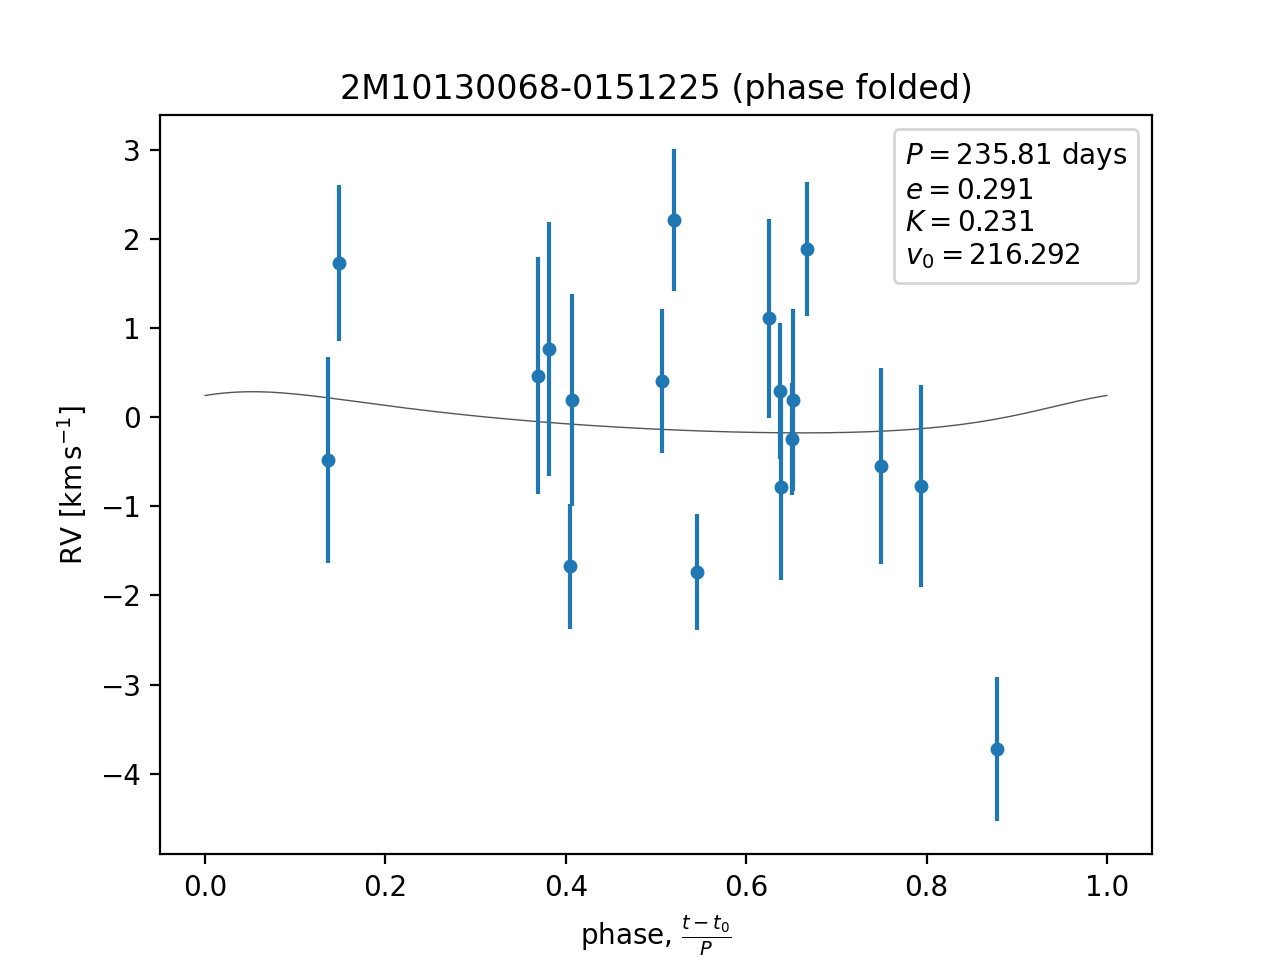 2M10130068-0151225 (phase folded)
P = 235.81 days
e = 0.291
K = 0.231
v₀ = 216.292
3
2
1
0
−1
−2
−3
−4
RV [km s⁻¹]
0.0 0.2 0.4 0.6 0.8 1.0
phase, (t − t₀)/P